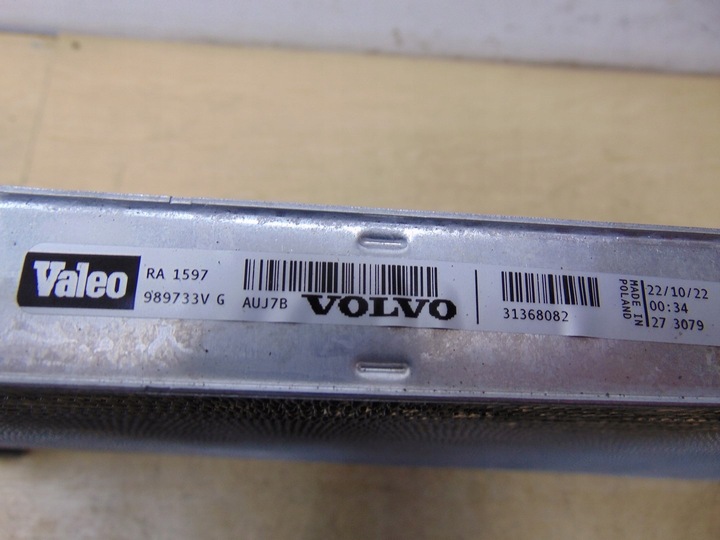 Valeo
RA 1597
989733V G
AUJ7B VOLVO
31368082
MADE IN
POLAND
22/10/22
00:34
27 3079